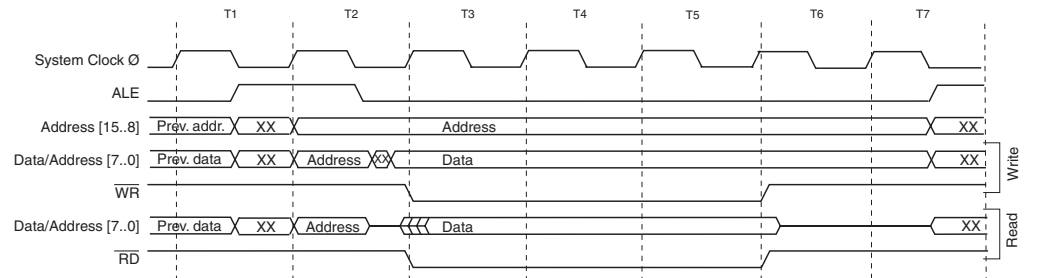 T1 T2 T3 T4 T5 T6 T7
System Clock Ø
ALE
Address [15..8] Prev. addr. XX Address XX
Data/Address [7..0] Prev. data XX Address XX Data XX
WR
Write
Data/Address [7..0] Prev. data XX Address Data XX
RD
Read